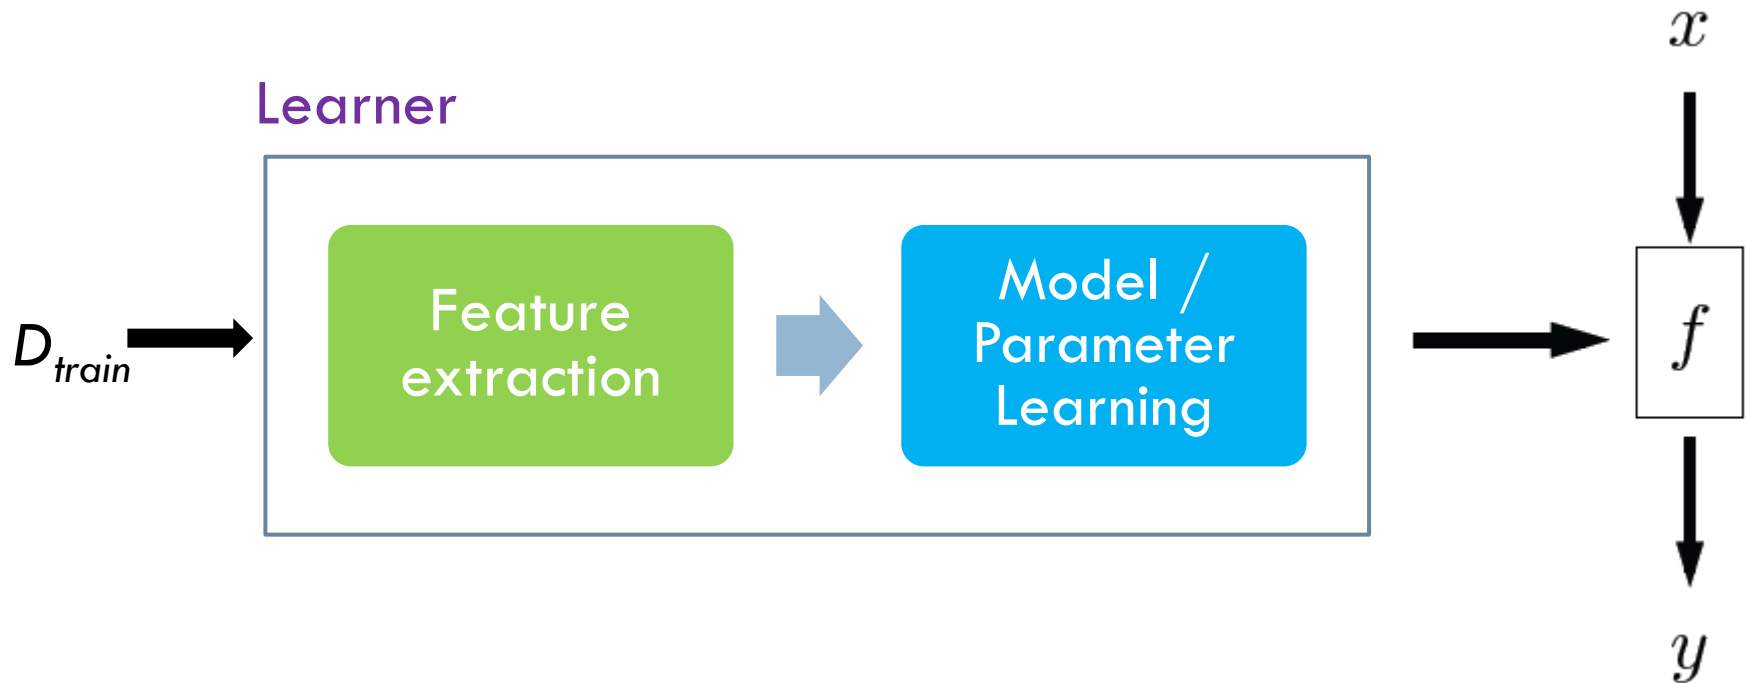 x
Learner
Feature
extraction
Model /
Parameter
Learning
D_train
f
y